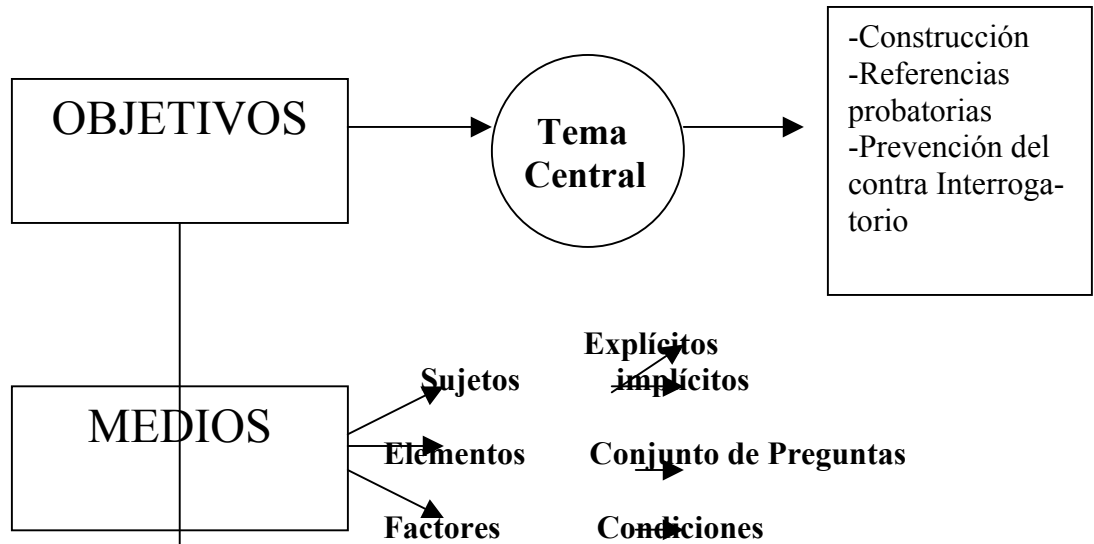 OBJETIVOS
Tema
Central
-Construcción
-Referencias
probatorias
-Prevención del
contra Interroga-
torio
MEDIOS
Explícitos
Sujetos implícitos
Elementos Conjunto de Preguntas
Factores Condiciones